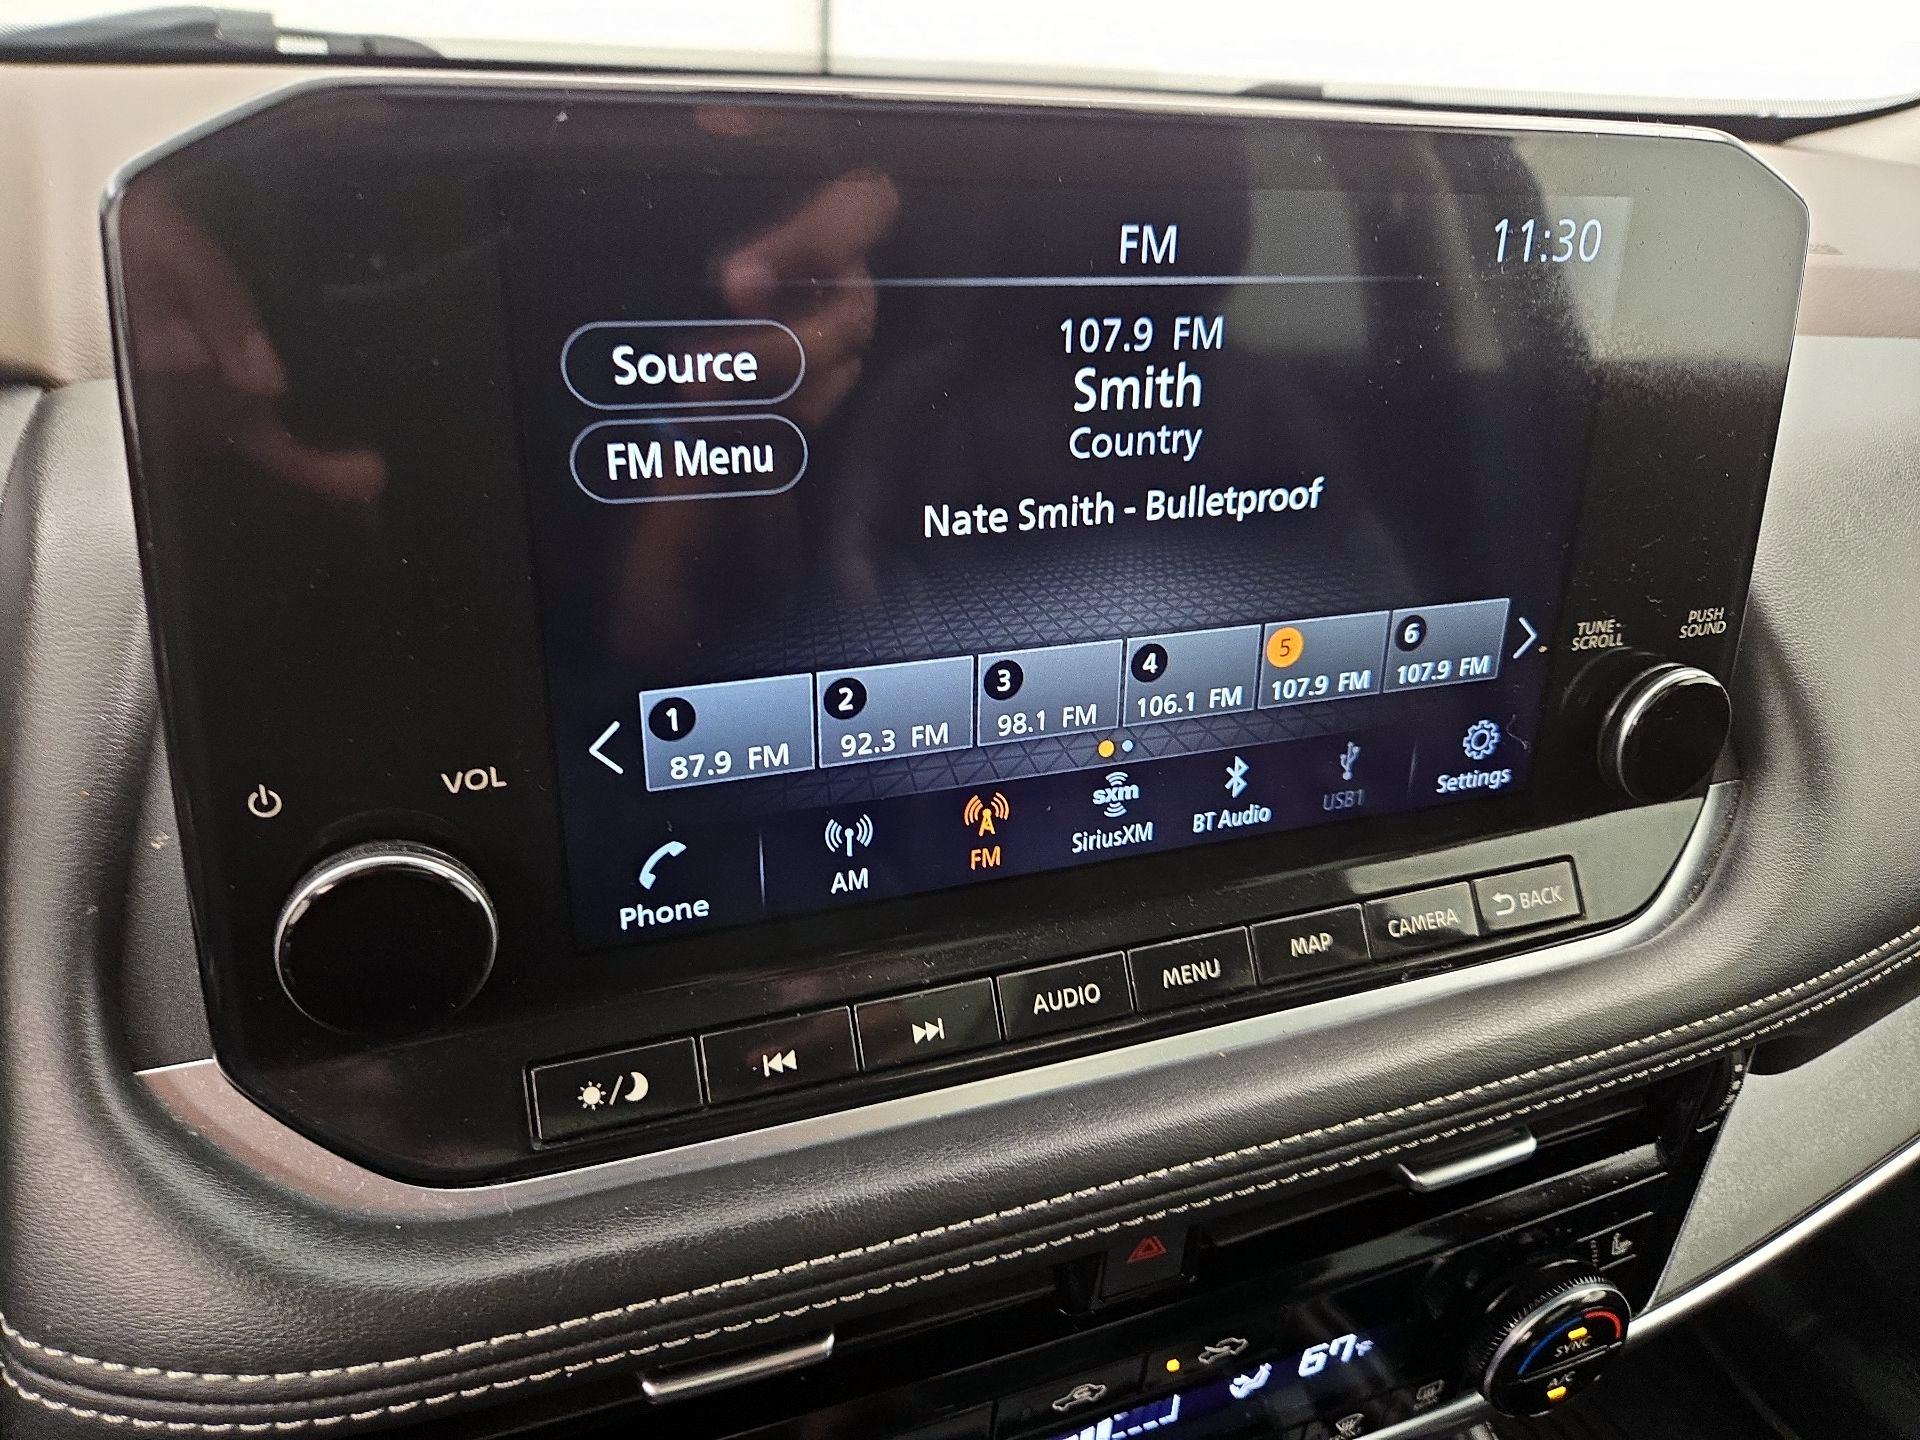 FM
11:30
Source
107.9 FM
Smith
Country
FM Menu
Nate Smith - Bulletproof
TUNE-
SCROLL
PUSH
SOUND
1
87.9 FM
2
92.3 FM
3
98.1 FM
4
106.1 FM
5
107.9 FM
6
107.9 FM
VOL
Phone
AM
FM
sxm
SiriusXM
BT Audio
USB1
Settings
AUDIO
MENU
MAP
CAMERA
BACK
67°F
SYNC
A/C